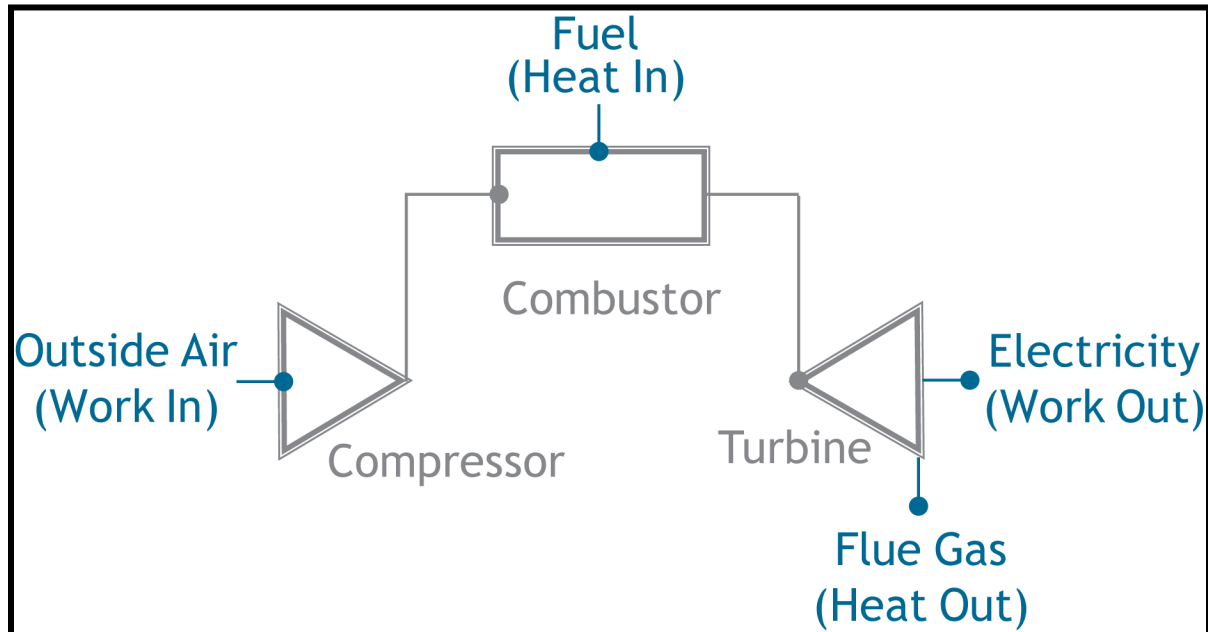 Fuel
(Heat In)
Combustor
Outside Air
(Work In)
Compressor
Electricity
(Work Out)
Turbine
Flue Gas
(Heat Out)